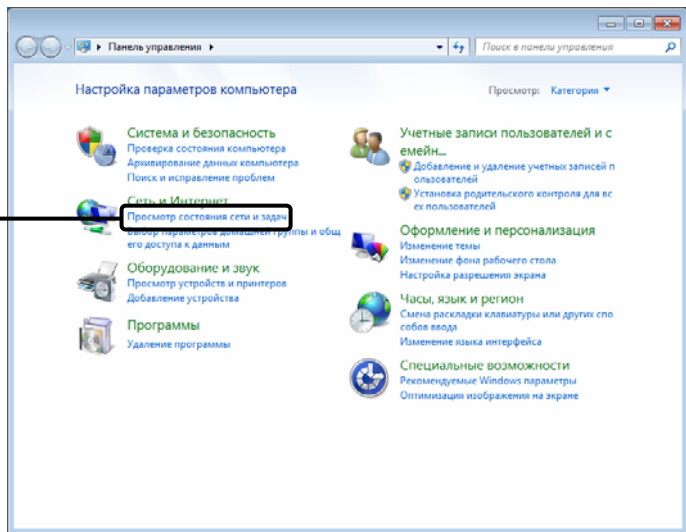 Панель управления
Поиск в панели управления
Настройка параметров компьютера
Просмотр: Категория
Система и безопасность
Проверка состояния компьютера
Архивирование данных компьютера
Поиск и исправление проблем
Сеть и Интернет
Просмотр состояния сети и задач
Выбор параметров домашней группы и общ
его доступа к данным
Оборудование и звук
Просмотр устройств и принтеров
Добавление устройства
Программы
Удаление программы
Учетные записи пользователей и с
емейн...
Добавление и удаление учетных записей п
ользователей
Установка родительского контроля для вс
ех пользователей
Оформление и персонализация
Изменение темы
Изменение фона рабочего стола
Настройка разрешения экрана
Часы, язык и регион
Смена раскладки клавиатуры или других спо
собов ввода
Изменение языка интерфейса
Специальные возможности
Рекомендуемые Windows параметры
Оптимизация изображения на экране